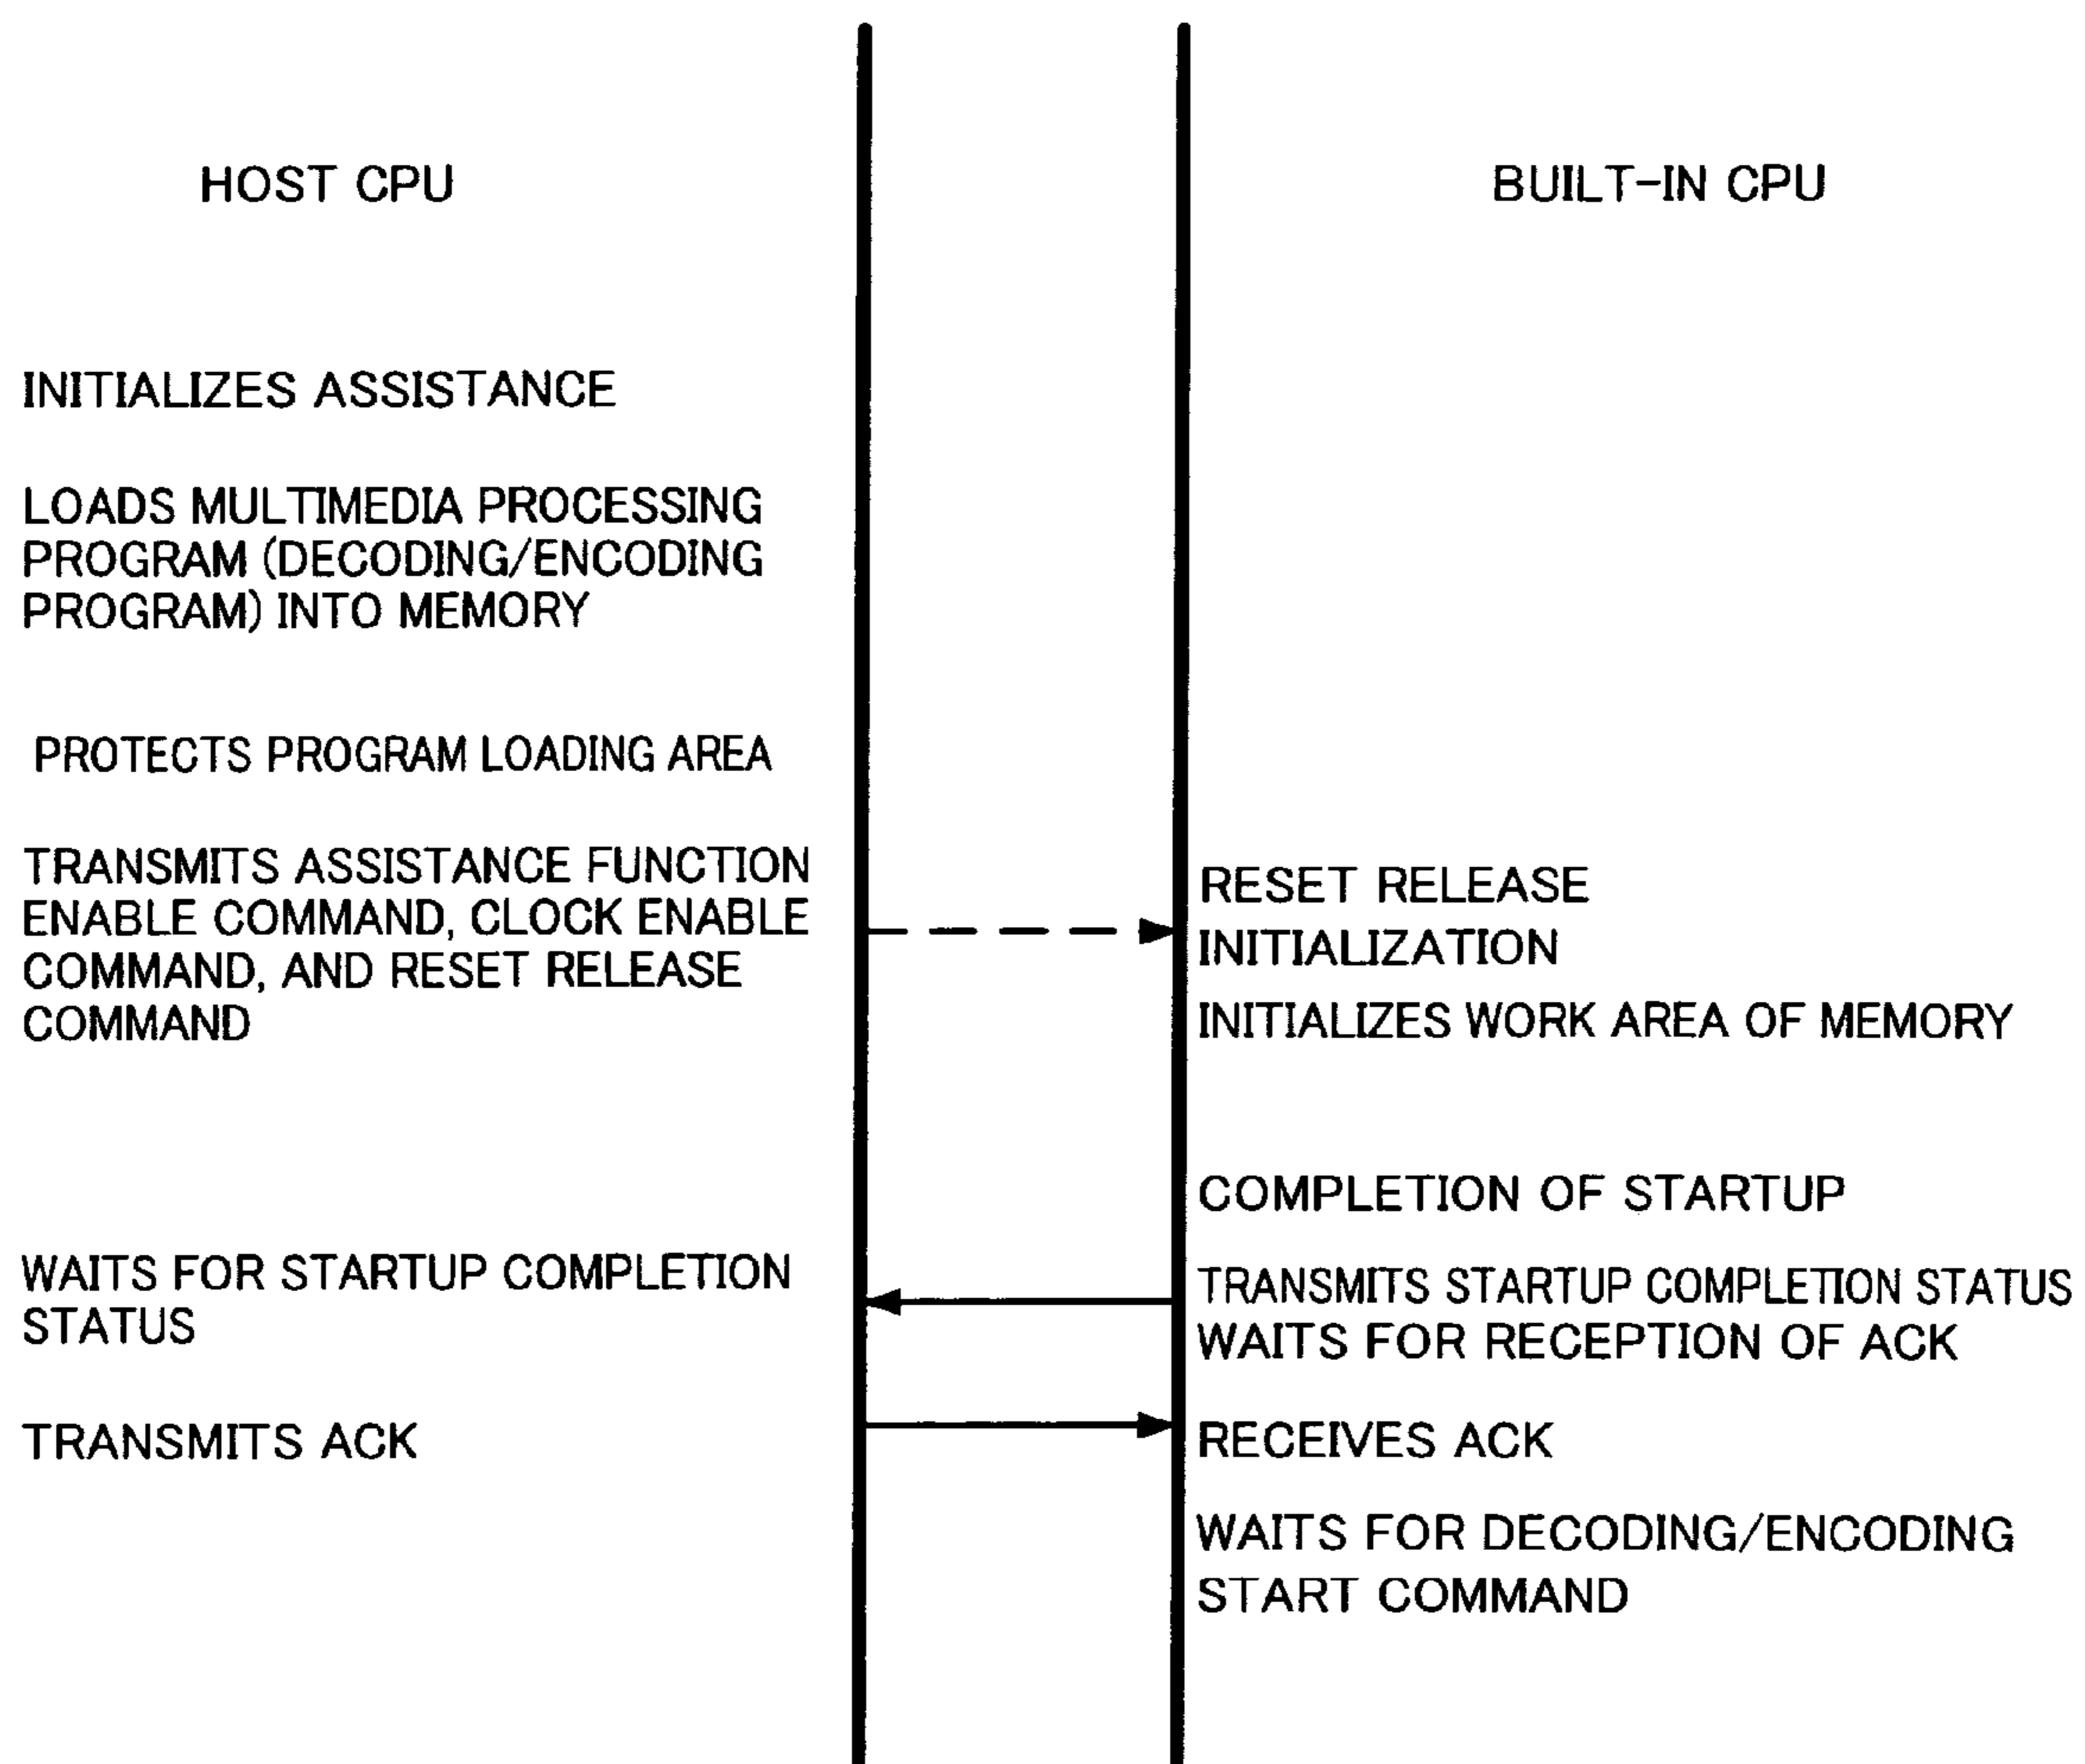 HOST CPU
BUILT-IN CPU
INITIALIZES ASSISTANCE
LOADS MULTIMEDIA PROCESSING
PROGRAM (DECODING/ENCODING
PROGRAM) INTO MEMORY
PROTECTS PROGRAM LOADING AREA
TRANSMITS ASSISTANCE FUNCTION
ENABLE COMMAND, CLOCK ENABLE
COMMAND, AND RESET RELEASE
COMMAND
RESET RELEASE
INITIALIZATION
INITIALIZES WORK AREA OF MEMORY
COMPLETION OF STARTUP
WAITS FOR STARTUP COMPLETION
STATUS
TRANSMITS STARTUP COMPLETION STATUS
WAITS FOR RECEPTION OF ACK
TRANSMITS ACK
RECEIVES ACK
WAITS FOR DECODING/ENCODING
START COMMAND